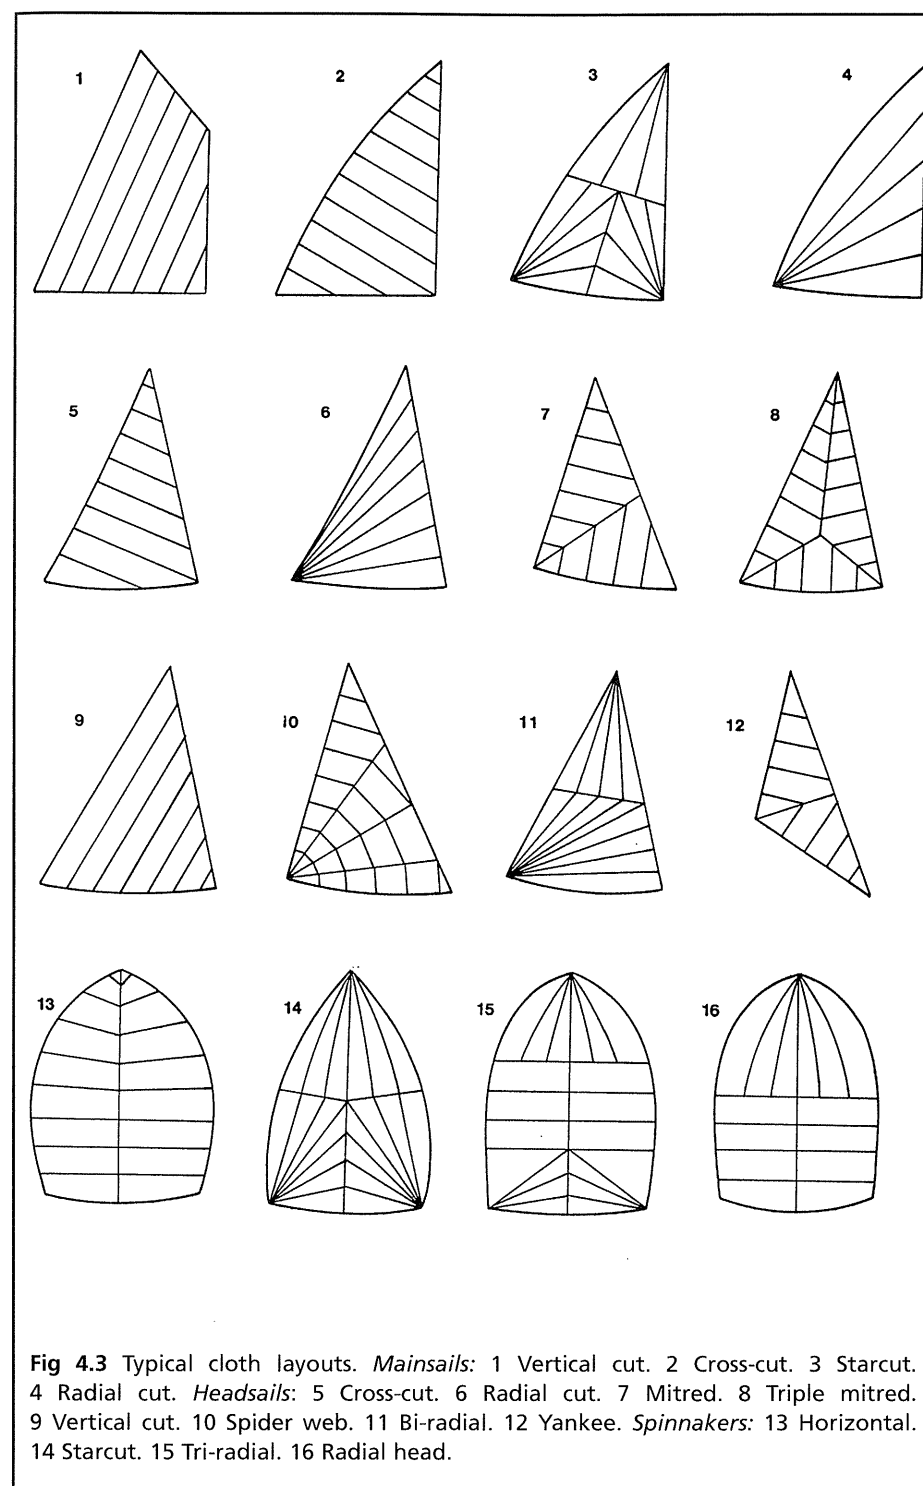 1 2 3 4
5 6 7 8
9 10 11 12
13 14 15 16
Fig 4.3 Typical cloth layouts. Mainsails: 1 Vertical cut. 2 Cross-cut. 3 Starcut.
4 Radial cut. Headsails: 5 Cross-cut. 6 Radial cut. 7 Mitred. 8 Triple mitred.
9 Vertical cut. 10 Spider web. 11 Bi-radial. 12 Yankee. Spinnakers: 13 Horizontal.
14 Starcut. 15 Tri-radial. 16 Radial head.